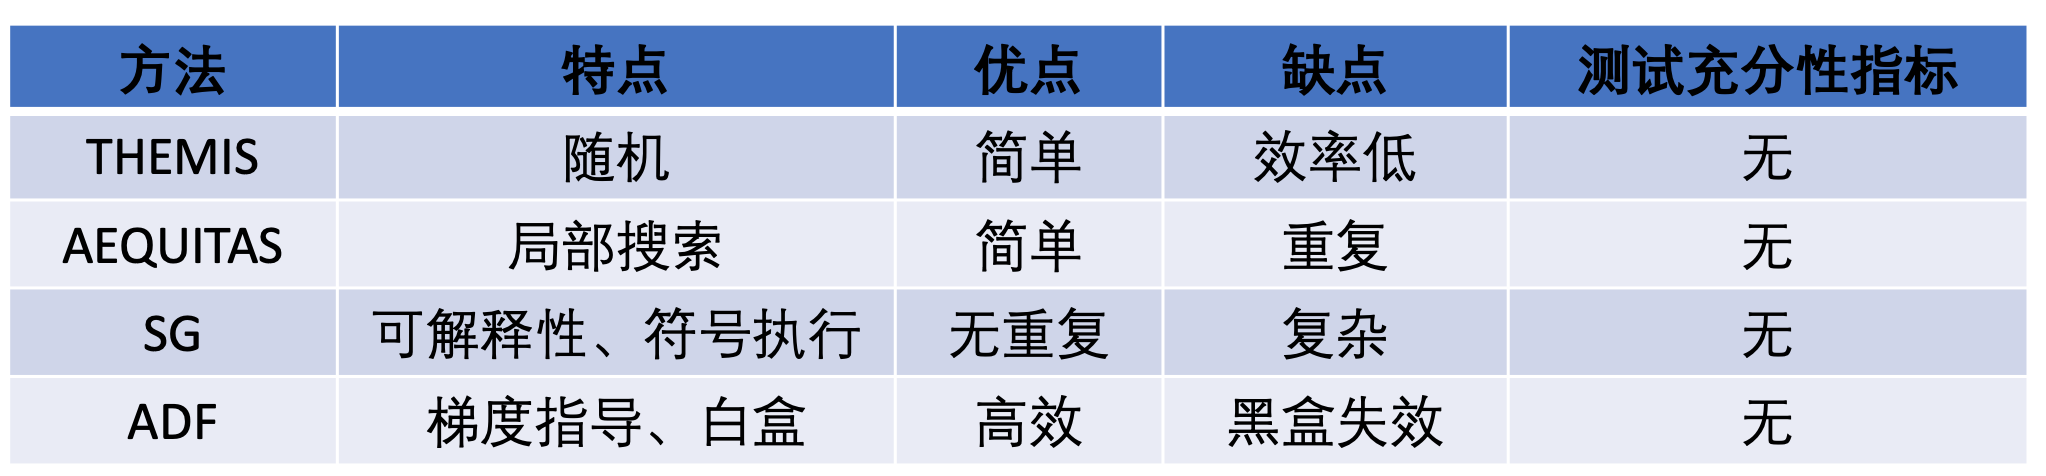 方法 特点 优点 缺点 测试充分性指标
THEMIS 随机 简单 效率低 无
AEQUITAS 局部搜索 简单 重复 无
SG 可解释性、符号执行 无重复 复杂 无
ADF 梯度指导、白盒 高效 黑盒失效 无